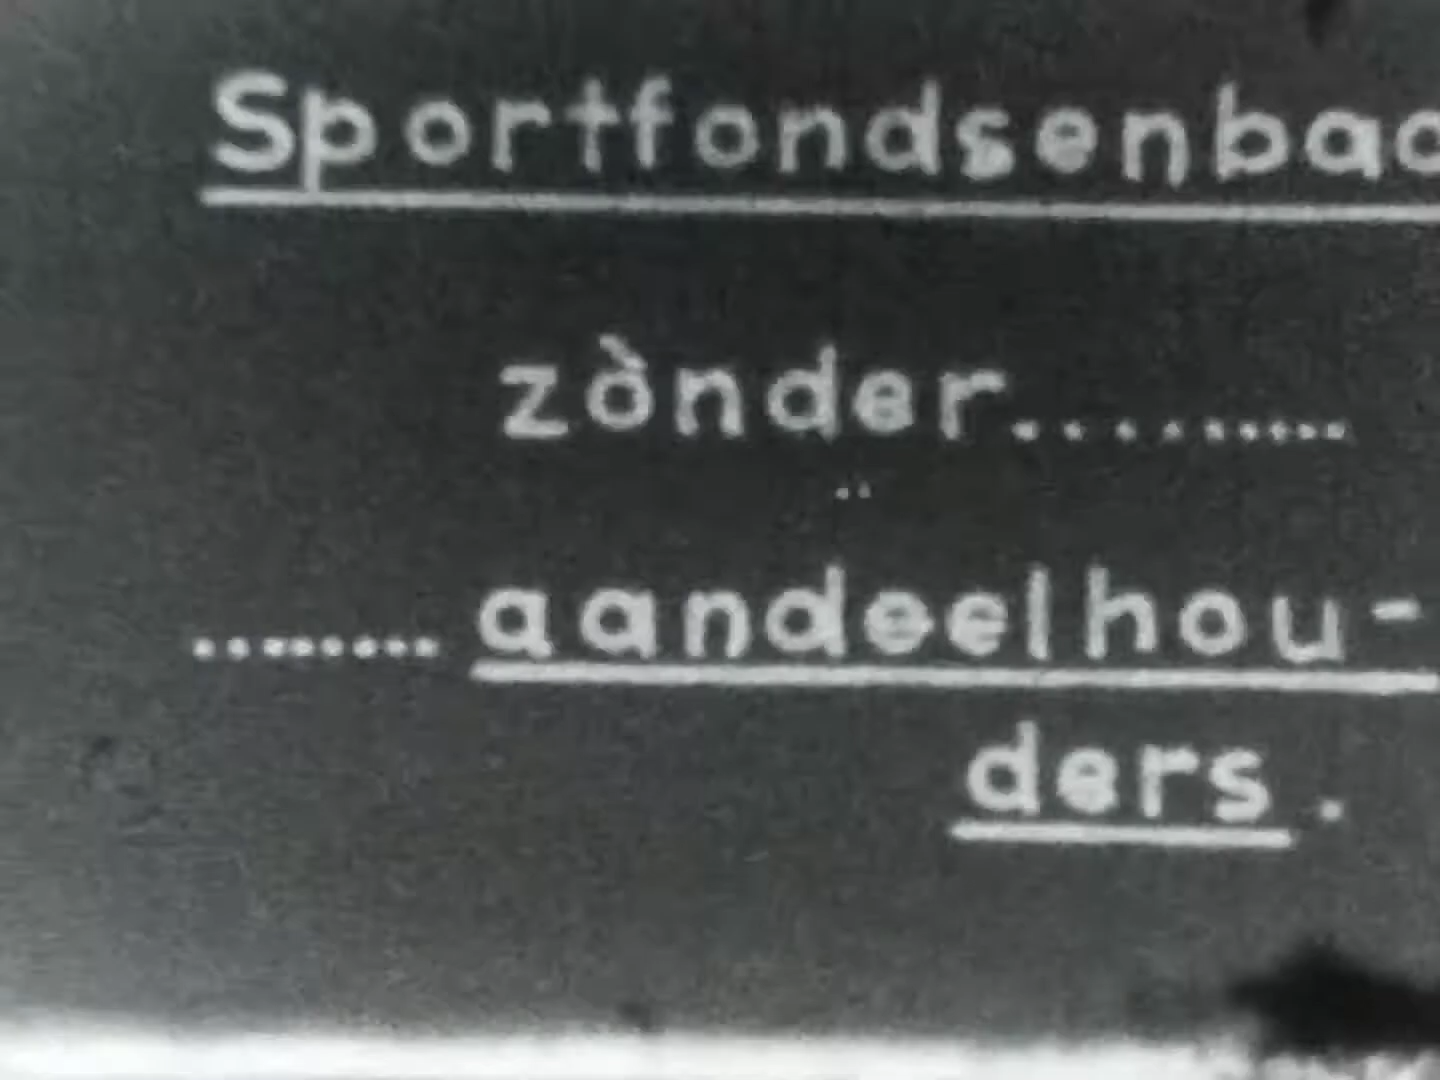 Sportfondsenbad
zònder..........
........ aandeelhou-
ders.